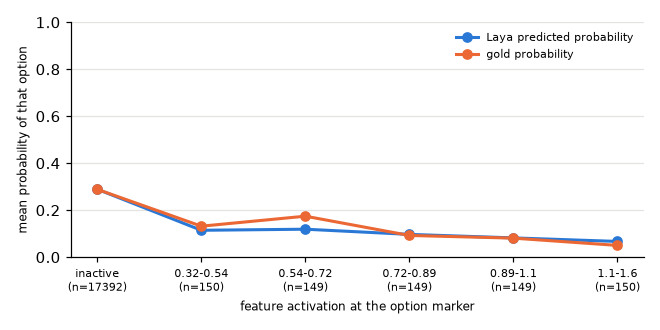 1.0
0.8
0.6
0.4
0.2
0.0
mean probability of that option
Laya predicted probability
gold probability
inactive (n=17392)
0.32-0.54 (n=150)
0.54-0.72 (n=149)
0.72-0.89 (n=149)
0.89-1.1 (n=149)
1.1-1.6 (n=150)
feature activation at the option marker